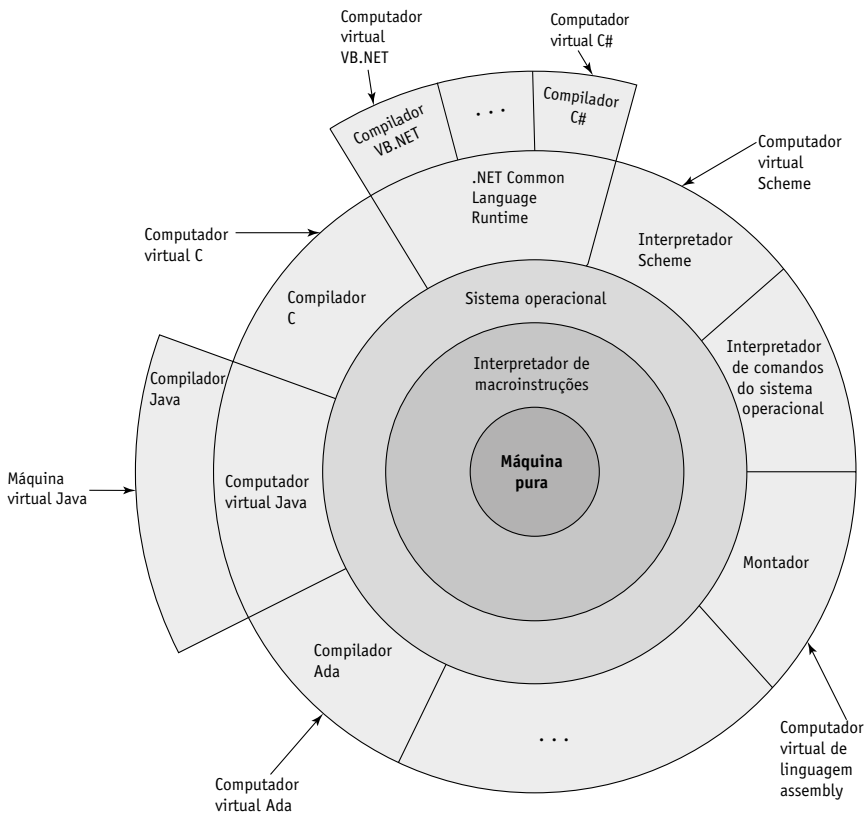 Computador
virtual
VB.NET
Computador
virtual C#
Compilador
VB.NET
. . .
Compilador
C#
Computador
virtual
Scheme
.NET Common
Language
Runtime
Computador
virtual C
Interpretador
Scheme
Compilador
C
Sistema operacional
Interpretador
de comandos
do sistema
operacional
Interpretador de
macroinstruções
Compilador
Java
Máquina
pura
Máquina
virtual Java
Computador
virtual Java
Montador
Compilador
Ada
. . .
Computador
virtual de
linguagem
assembly
Computador
virtual Ada